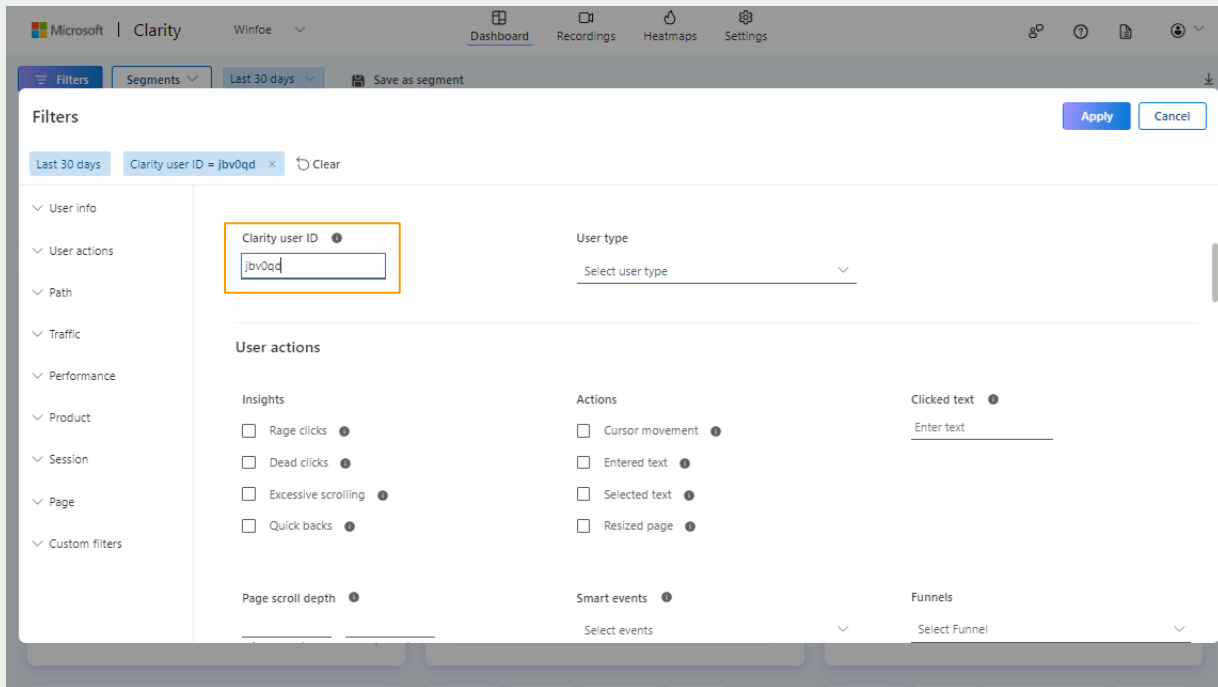 Microsoft | Clarity Winfoe Dashboard Recordings Heatmaps Settings
Filters Segments Last 30 days Save as segment
Filters Apply Cancel
Last 30 days Clarity user ID = jbv0qd × Clear
User info
User actions
Path
Traffic
Performance
Product
Session
Page
Custom filters
Clarity user ID User type
jbv0qd Select user type
User actions
Insights Actions Clicked text
Rage clicks Cursor movement Enter text
Dead clicks Entered text
Excessive scrolling Selected text
Quick backs Resized page
Page scroll depth Smart events Funnels
Select events Select Funnel